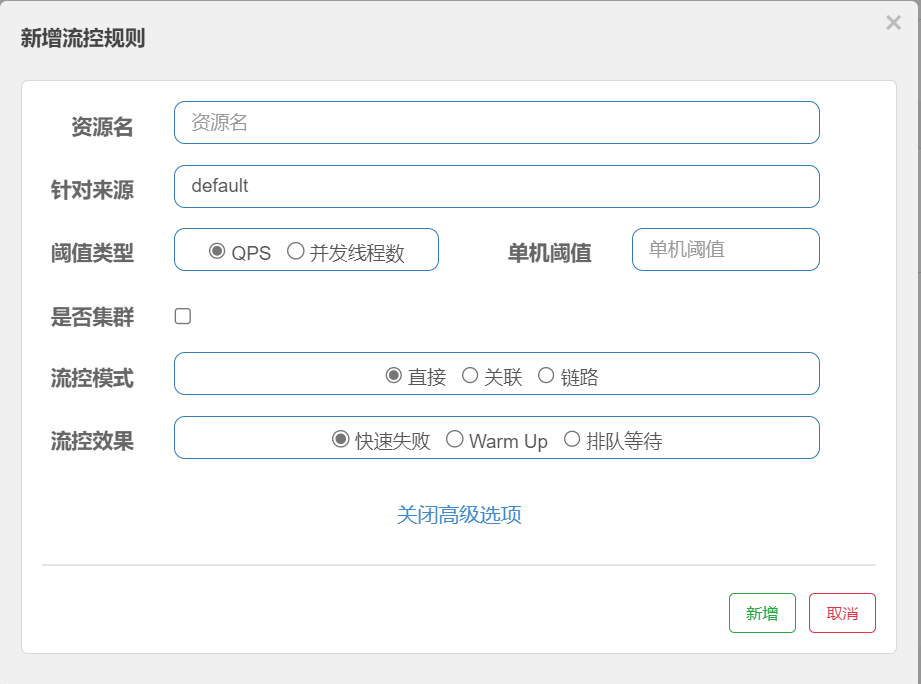 新增流控规则 ×
资源名 资源名
针对来源 default
阈值类型 QPS 并发线程数 单机阈值 单机阈值
是否集群
流控模式 直接 关联 链路
流控效果 快速失败 Warm Up 排队等待
关闭高级选项
新增 取消